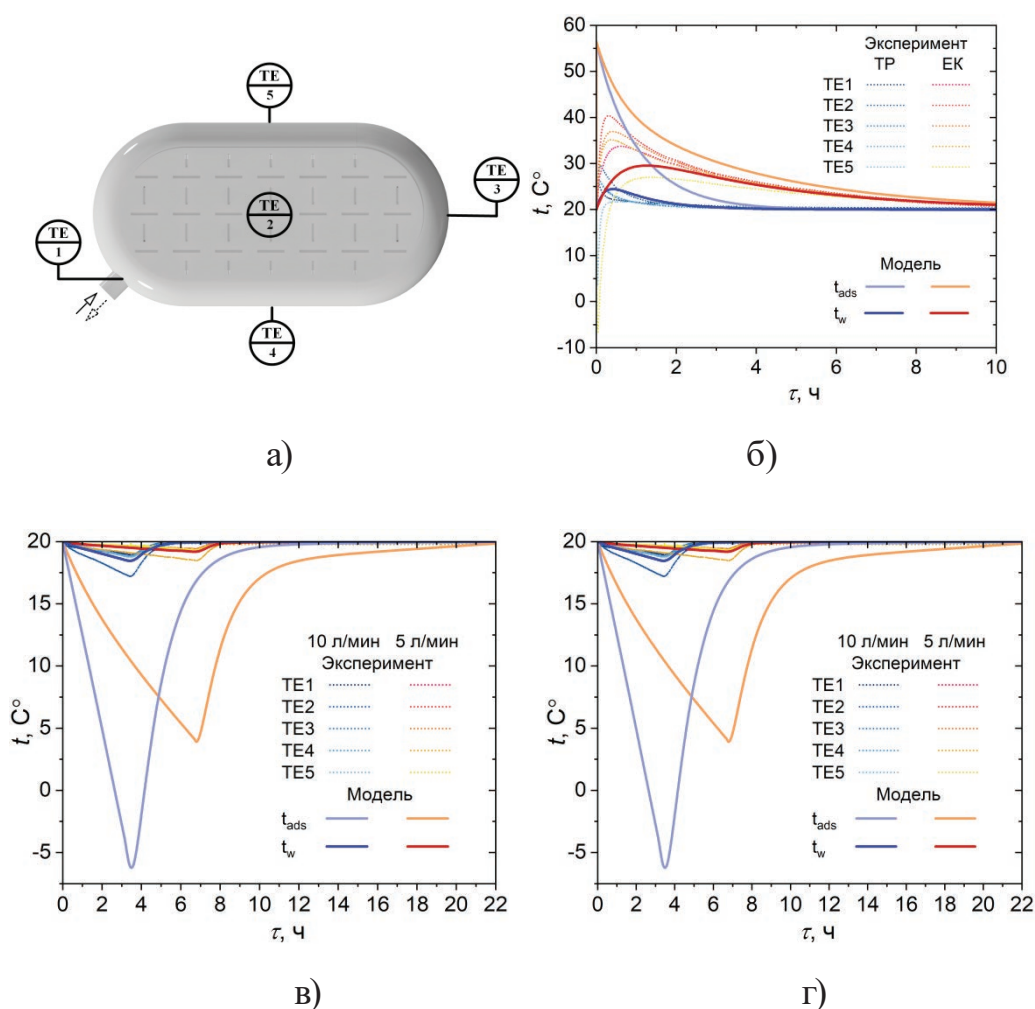 TE
5
TE
3
TE
2
TE
1
TE
4
а)
60
50
40
30
20
10
0
-10
0 2 4 6 8 10
t, C°
τ, ч
Эксперимент
ТР ЕК
TE1
TE2
TE3
TE4
TE5
Модель
t_ads
t_w
б)
20
15
10
5
0
-5
0 2 4 6 8 10 12 14 16 18 20 22
t, C°
τ, ч
10 л/мин 5 л/мин
Эксперимент
TE1
TE2
TE3
TE4
TE5
Модель
t_ads
t_w
в)
20
15
10
5
0
-5
0 2 4 6 8 10 12 14 16 18 20 22
t, C°
τ, ч
10 л/мин 5 л/мин
Эксперимент
TE1
TE2
TE3
TE4
TE5
Модель
t_ads
t_w
г)